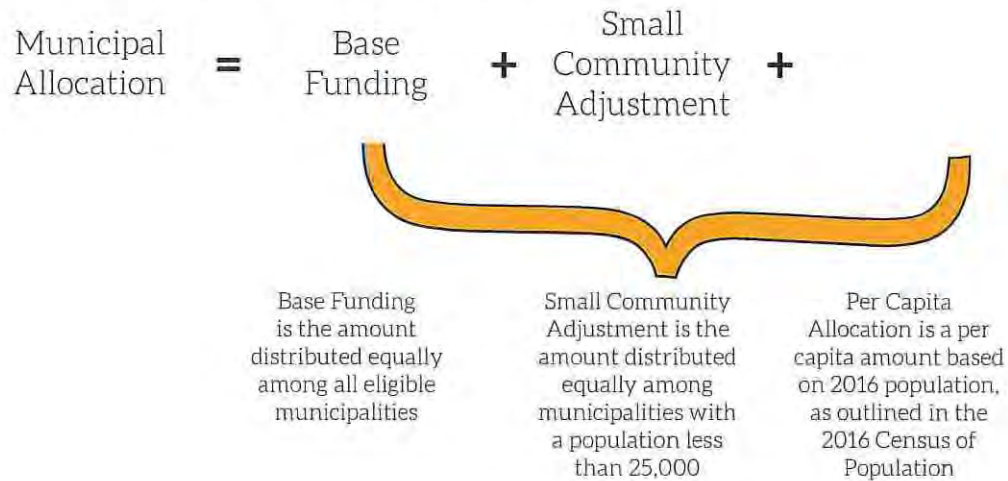 Municipal
Allocation
=
Base
Funding
+
Small
Community
Adjustment
+
Base Funding
is the amount
distributed equally
among all eligible
municipalities
Small Community
Adjustment is the
amount distributed
equally among
municipalities with
a population less
than 25,000
Per Capita
Allocation is a per
capita amount based
on 2016 population,
as outlined in the
2016 Census of
Population